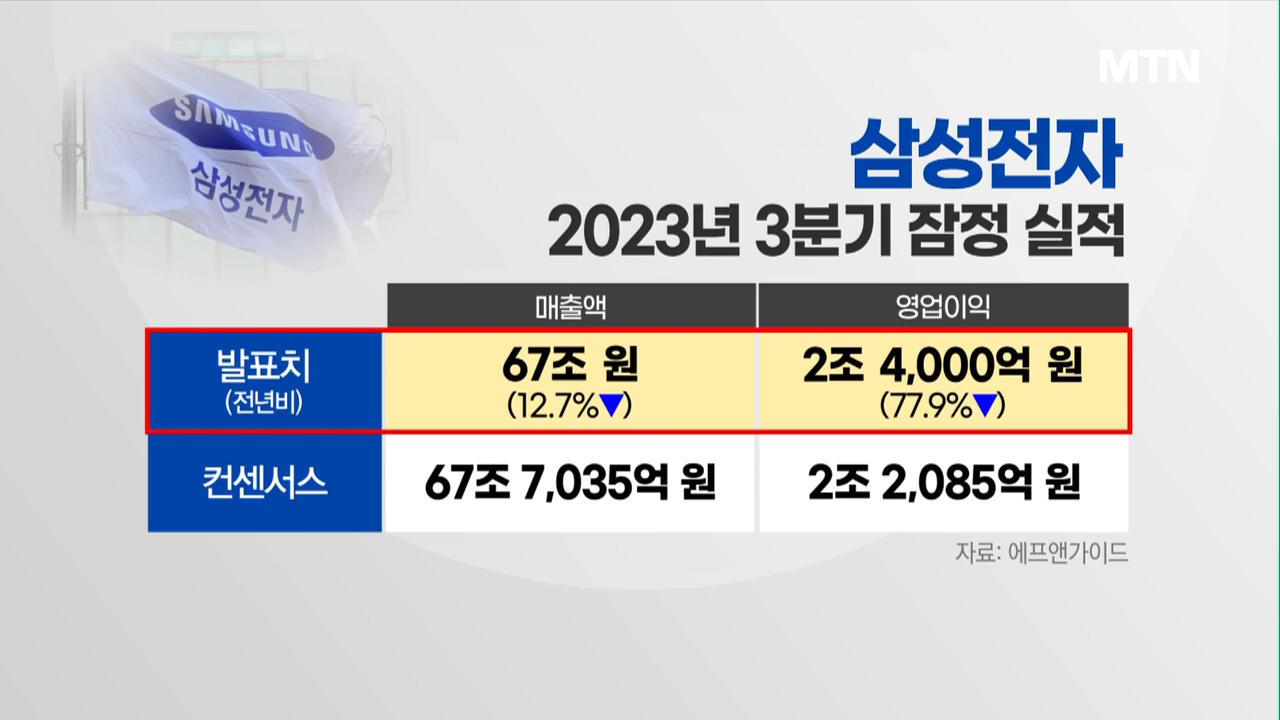 MTN
SAMSUNG
삼성전자
삼성전자
2023년 3분기 잠정 실적
매출액 영업이익
발표치 67조 원 2조 4,000억 원
(전년비) (12.7%▼) (77.9%▼)
컨센서스 67조 7,035억 원 2조 2,085억 원
자료: 에프앤가이드